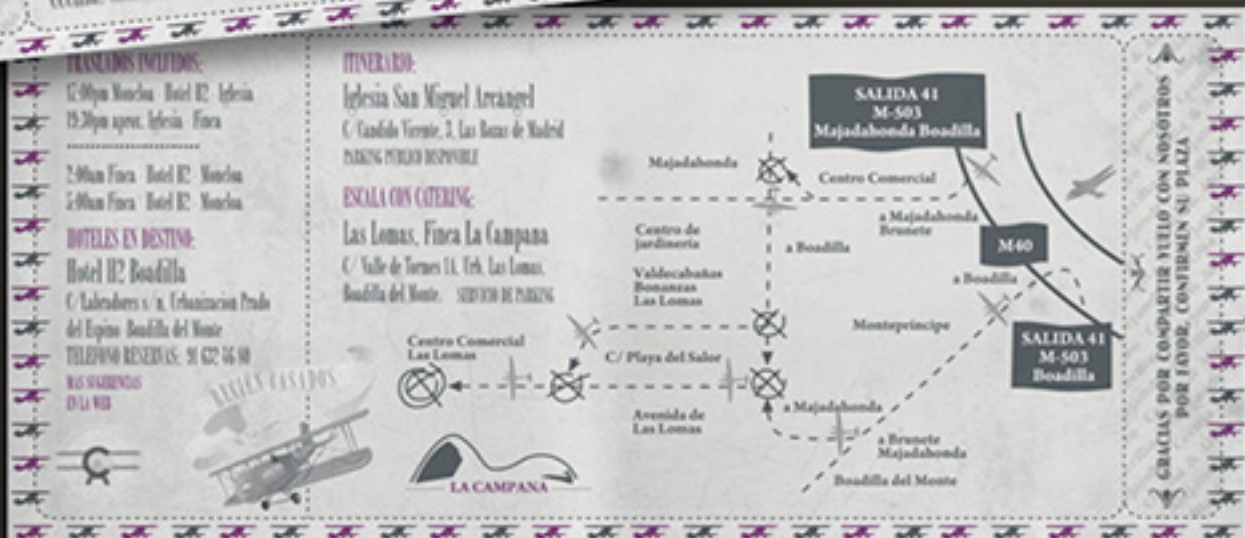 TRASLADOS INCLUIDOS:
12:00pm Moncloa · Hotel H2 · Iglesia
19:30pm aprox. Iglesia · Finca
2:00am Finca · Hotel H2 · Moncloa
5:00am Finca · Hotel H2 · Moncloa
HOTELES EN DESTINO:
Hotel H2 Boadilla
C/Labradores s/n. Urbanizacion Prado
del Espino Boadilla del Monte
TELEFONO RESERVAS:
MAS SUGERENCIAS
EN LA WEB
RECIEN CASADOS
ITINERARIO:
Iglesia San Miguel Arcangel
C/Candido Vicente, 3, Las Rozas de Madrid
PARKING PUBLICO DISPONIBLE
ESCALA CON CATERING:
Las Lomas, Finca La Campana
C/ Valle de Tormes 14, Urb. Las Lomas,
Boadilla del Monte. SERVICIO DE PARKING
SALIDA 41
M-503
Majadahonda Boadilla
Majadahonda
Centro Comercial
a Majadahonda
Brunete
Centro de
jardineria
a Boadilla
M40
Valdecabañas
Bonanzas
Las Lomas
a Boadilla
Montepríncipe
SALIDA 41
M-503
Boadilla
Centro Comercial
Las Lomas
C/ Playa del Salor
Avenida de
Las Lomas
a Majadahonda
a Brunete
Majadahonda
Boadilla del Monte
LA CAMPANA
GRACIAS POR COMPARTIR VUELO CON NOSOTROS
POR FAVOR, CONFIRMEN SU PLAZA